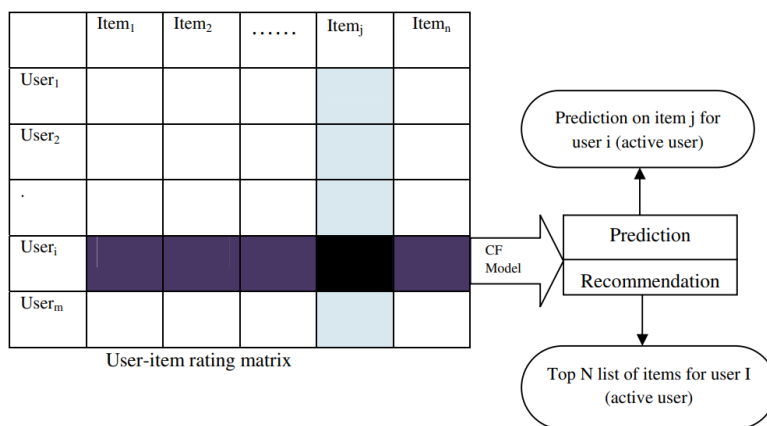 Item₁ Item₂ ...... Itemⱼ Itemₙ
User₁
User₂
.
Userᵢ
Userₘ
User-item rating matrix
CF
Model
Prediction on item j for
user i (active user)
Prediction
Recommendation
Top N list of items for user I
(active user)